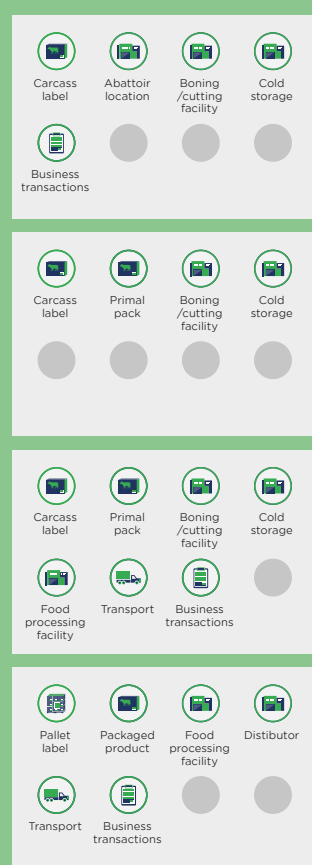 Carcass
label
Abattoir
location
Boning
/cutting
facility
Cold
storage
Business
transactions
Carcass
label
Primal
pack
Boning
/cutting
facility
Cold
storage
Carcass
label
Primal
pack
Boning
/cutting
facility
Cold
storage
Food
processing
facility
Transport
Business
transactions
Pallet
label
Packaged
product
Food
processing
facility
Distibutor
Transport
Business
transactions